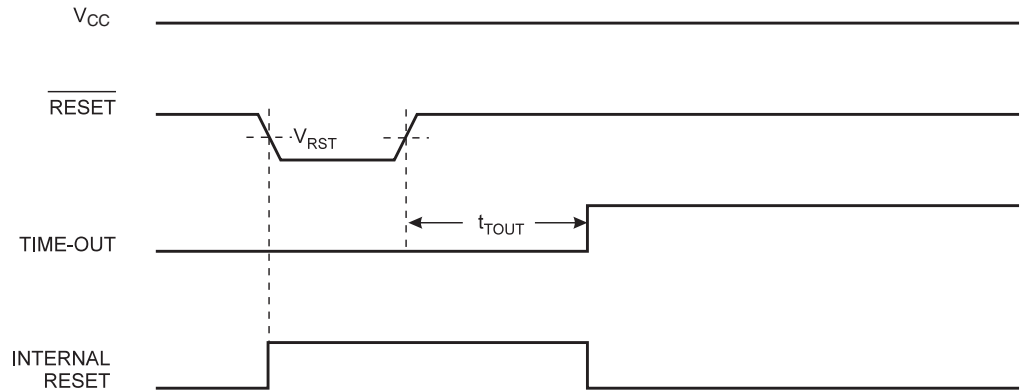 VCC
RESET
VRST
tTOUT
TIME-OUT
INTERNAL
RESET